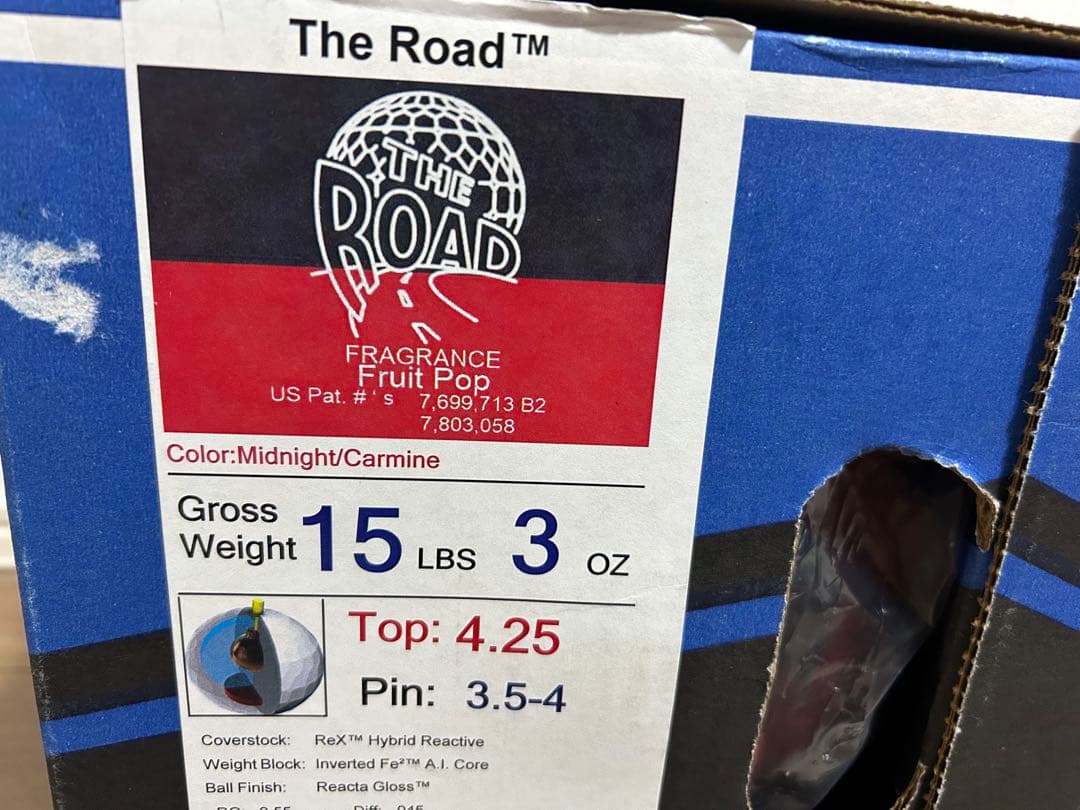 The Road™
THE
ROAD
FRAGRANCE
Fruit Pop
US Pat. #'s 7,699,713 B2
7,803,058
Color:Midnight/Carmine
Gross
Weight 15 LBS 3 OZ
Top: 4.25
Pin: 3.5-4
Coverstock: ReX™ Hybrid Reactive
Weight Block: Inverted Fe²™ A.I. Core
Ball Finish: Reacta Gloss™